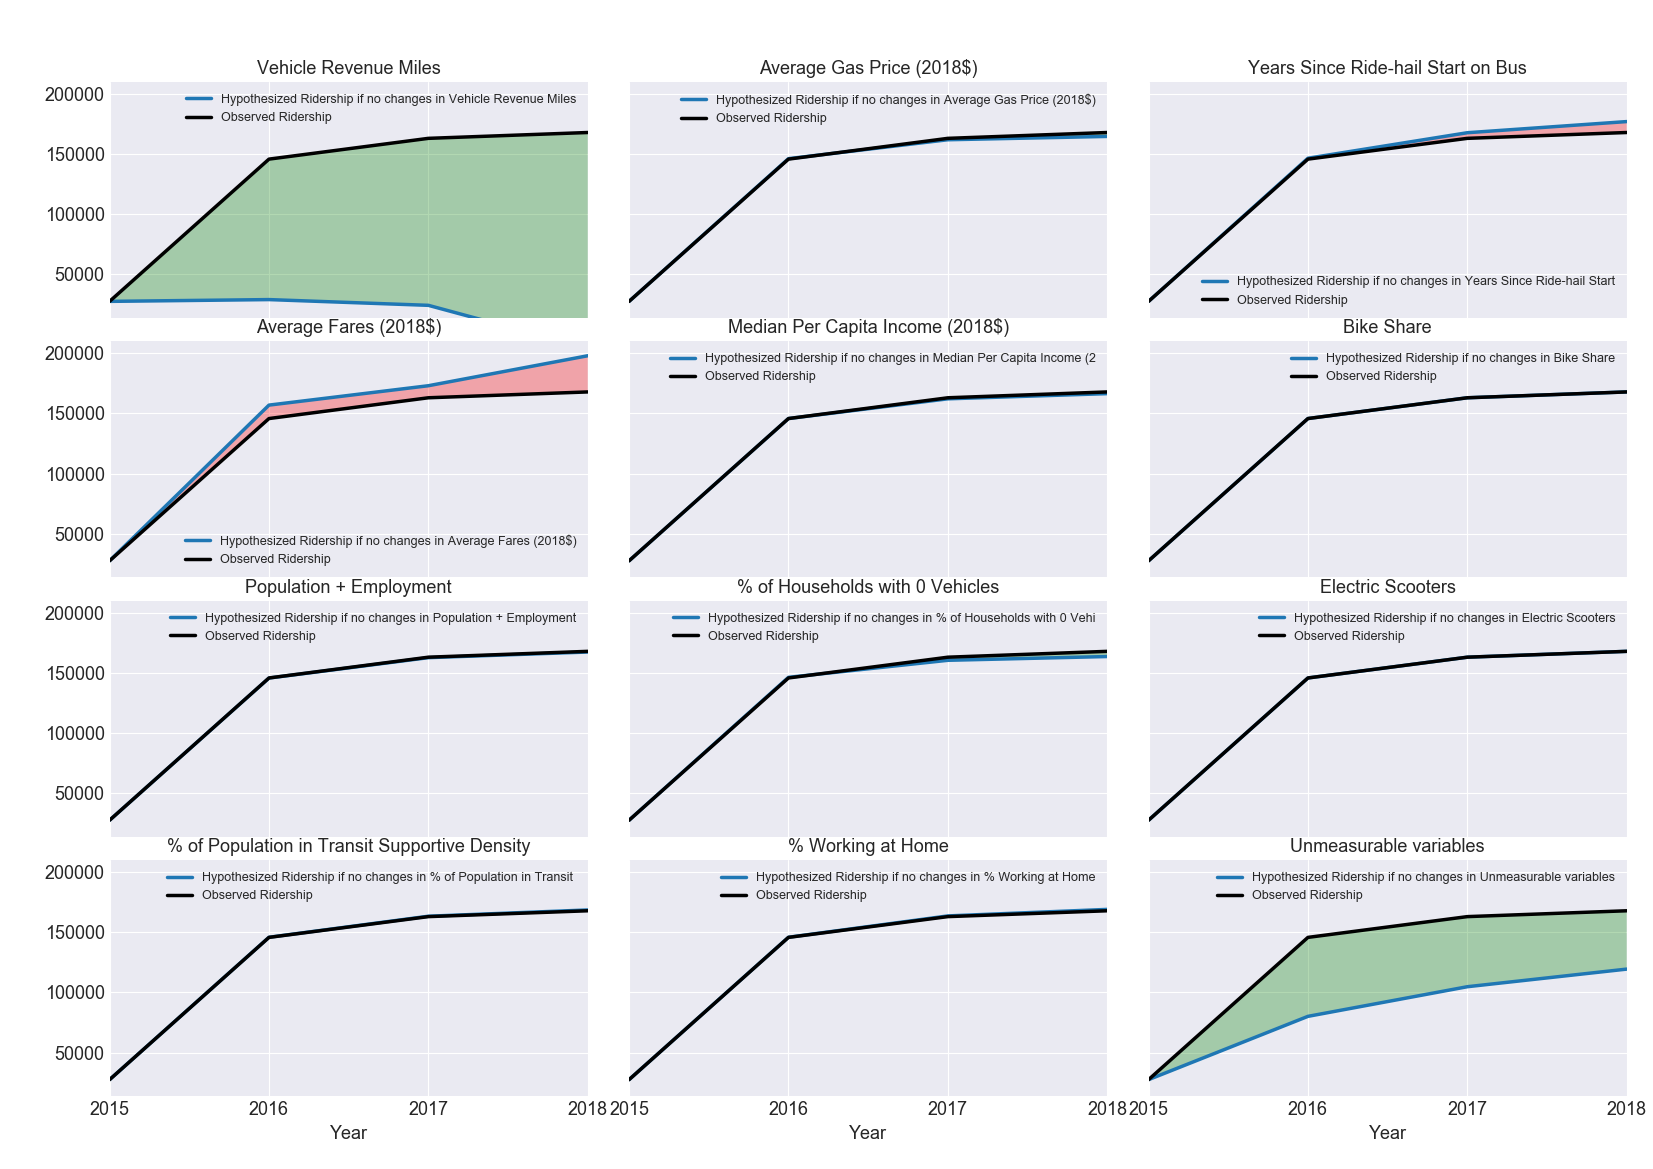 Vehicle Revenue Miles
200000
150000
100000
50000
Hypothesized Ridership if no changes in Vehicle Revenue Miles
Observed Ridership
Average Gas Price (2018$)
Hypothesized Ridership if no changes in Average Gas Price (2018$)
Observed Ridership
Years Since Ride-hail Start on Bus
Hypothesized Ridership if no changes in Years Since Ride-hail Start
Observed Ridership
Average Fares (2018$)
200000
150000
100000
50000
Hypothesized Ridership if no changes in Average Fares (2018$)
Observed Ridership
Median Per Capita Income (2018$)
Hypothesized Ridership if no changes in Median Per Capita Income (2
Observed Ridership
Bike Share
Hypothesized Ridership if no changes in Bike Share
Observed Ridership
Population + Employment
200000
150000
100000
50000
Hypothesized Ridership if no changes in Population + Employment
Observed Ridership
% of Households with 0 Vehicles
Hypothesized Ridership if no changes in % of Households with 0 Vehi
Observed Ridership
Electric Scooters
Hypothesized Ridership if no changes in Electric Scooters
Observed Ridership
% of Population in Transit Supportive Density
200000
150000
100000
50000
Hypothesized Ridership if no changes in % of Population in Transit
Observed Ridership
2015 2016 2017 2018
Year
% Working at Home
Hypothesized Ridership if no changes in % Working at Home
Observed Ridership
2015 2016 2017 2018
Year
Unmeasurable variables
Hypothesized Ridership if no changes in Unmeasurable variables
Observed Ridership
2015 2016 2017 2018
Year